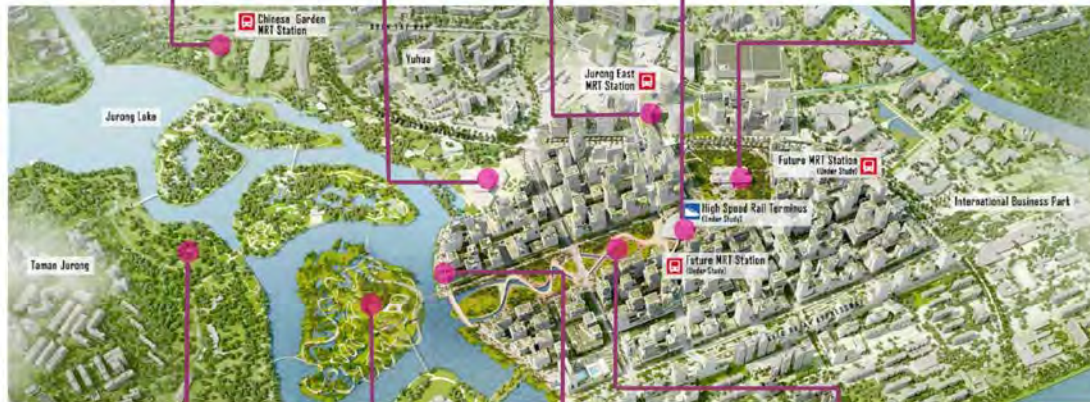 Chinese Garden
MRT Station
Yuhua
Jurong East
MRT Station
Jurong Lake
Future MRT Station
(Under Study)
International Business Park
High Speed Rail Terminus
(Under Study)
Taman Jurong
Future MRT Station
(Under Study)